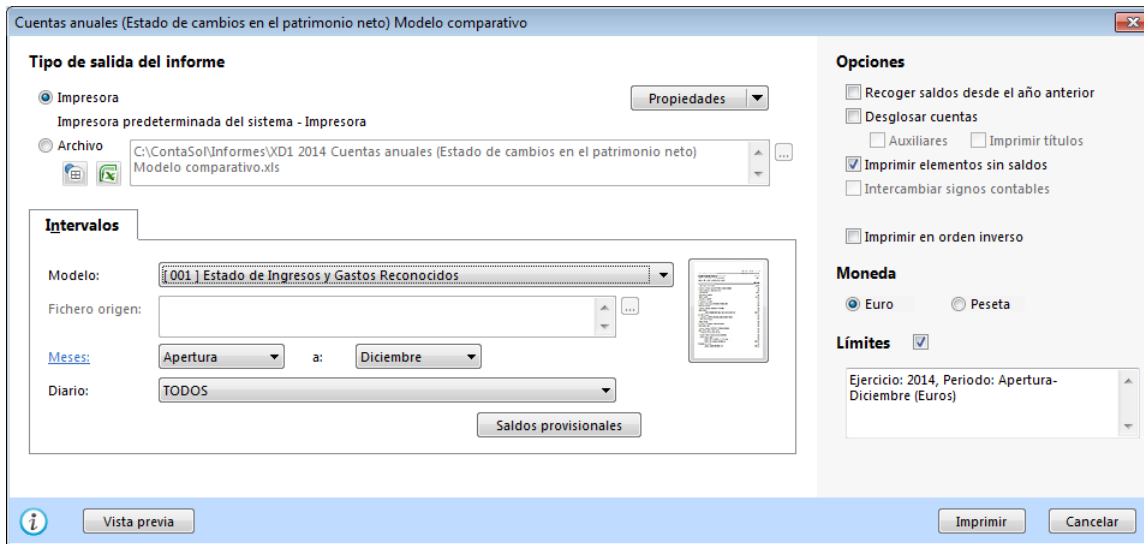 Cuentas anuales (Estado de cambios en el patrimonio neto) Modelo comparativo
Tipo de salida del informe
Impresora
Propiedades
Impresora predeterminada del sistema - Impresora
Archivo
C:\ContaSol\Informes\XD1 2014 Cuentas anuales (Estado de cambios en el patrimonio neto)
Modelo comparativo.xls
...
Intervalos
Modelo:
[ 001 ] Estado de Ingresos y Gastos Reconocidos
Fichero origen:
...
Meses:
Apertura
a:
Diciembre
Diario:
TODOS
Saldos provisionales
Opciones
Recoger saldos desde el año anterior
Desglosar cuentas
Auxiliares
Imprimir títulos
Imprimir elementos sin saldos
Intercambiar signos contables
Imprimir en orden inverso
Moneda
Euro
Peseta
Límites
Ejercicio: 2014, Periodo: Apertura-
Diciembre (Euros)
Vista previa
Imprimir
Cancelar